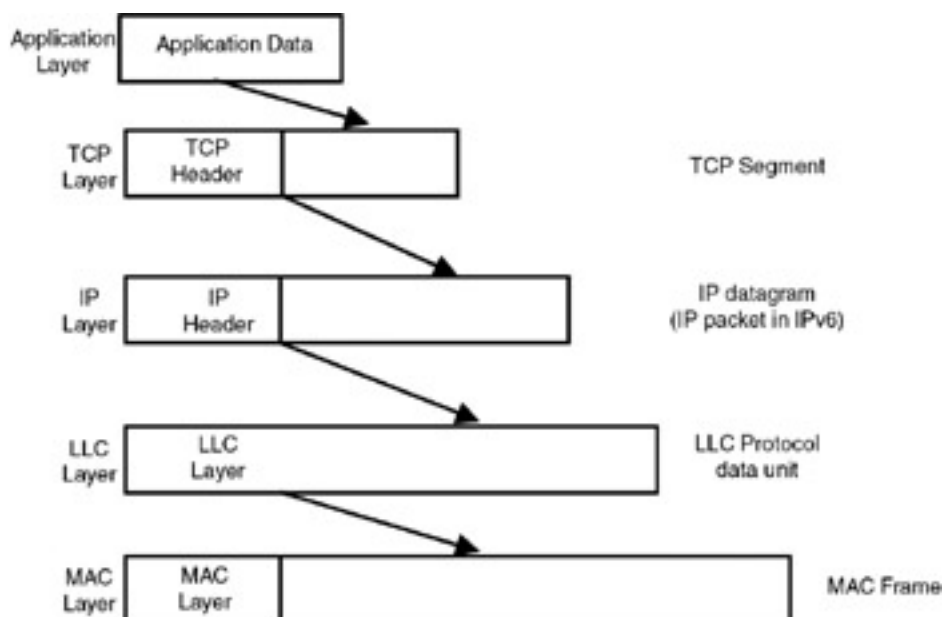 Application
Layer
Application Data
TCP
Layer
TCP
Header
TCP Segment
IP
Layer
IP
Header
IP datagram
(IP packet in IPv6)
LLC
Layer
LLC
Layer
LLC Protocol
data unit
MAC
Layer
MAC
Layer
MAC Frame